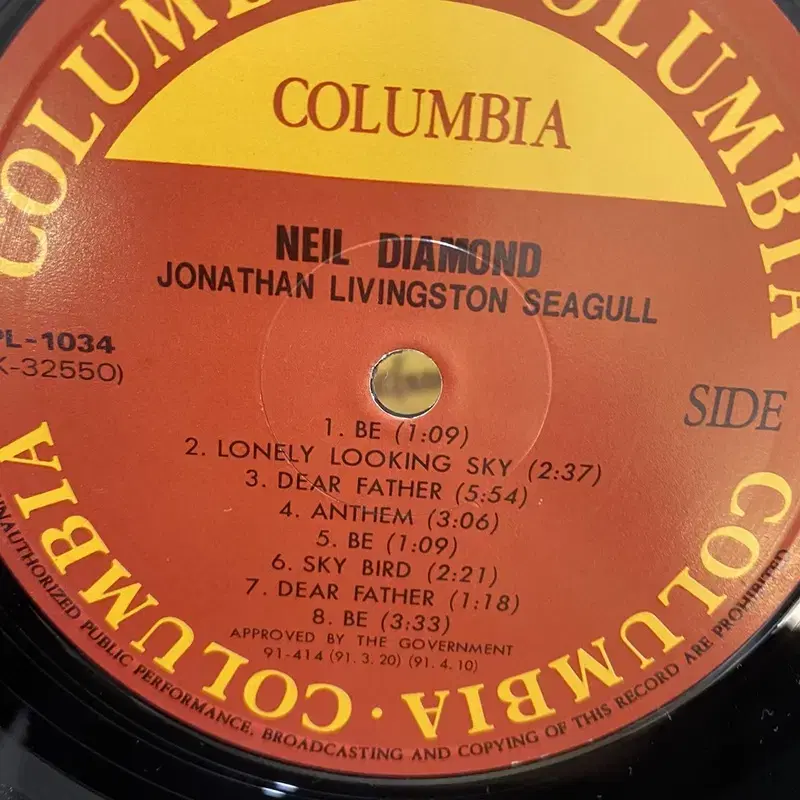 COLUMBIA
COLUMBIA
COLUMBIA
NEIL DIAMOND
JONATHAN LIVINGSTON SEAGULL
PL-1034
K-32550)
SIDE
1. BE (1:09)
2. LONELY LOOKING SKY (2:37)
3. DEAR FATHER (5:54)
4. ANTHEM (3:06)
5. BE (1:09)
6. SKY BIRD (2:21)
7. DEAR FATHER (1:18)
8. BE (3:33)
APPROVED BY THE GOVERNMENT
91-414 (91. 3. 20) (91. 4. 10)
COLUMBIA · COLUMBIA
COLUMBIA
UNAUTHORIZED PUBLIC PERFORMANCE, BROADCASTING AND COPYING OF THIS RECORD ARE PROHIBITED